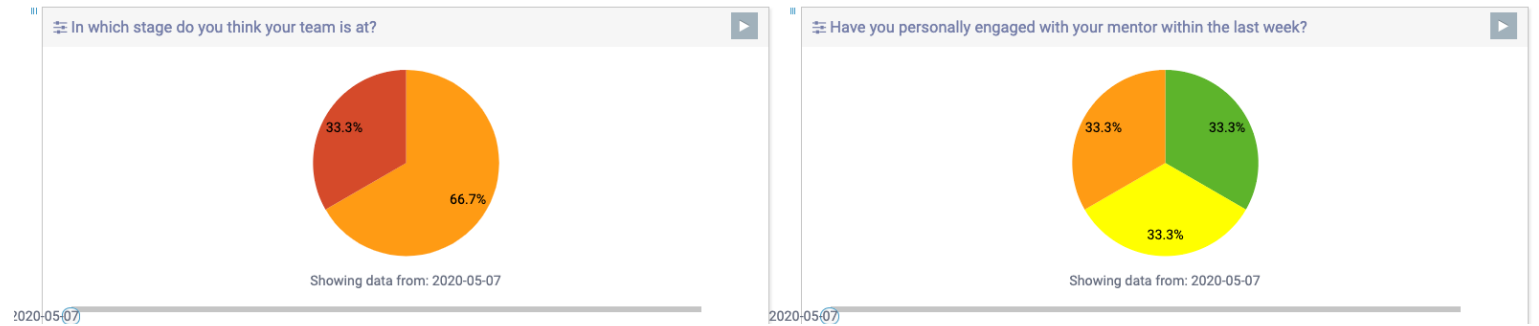 In which stage do you think your team is at?
33.3%
66.7%
Showing data from: 2020-05-07
2020-05-07
Have you personally engaged with your mentor within the last week?
33.3%
33.3%
33.3%
Showing data from: 2020-05-07
2020-05-07